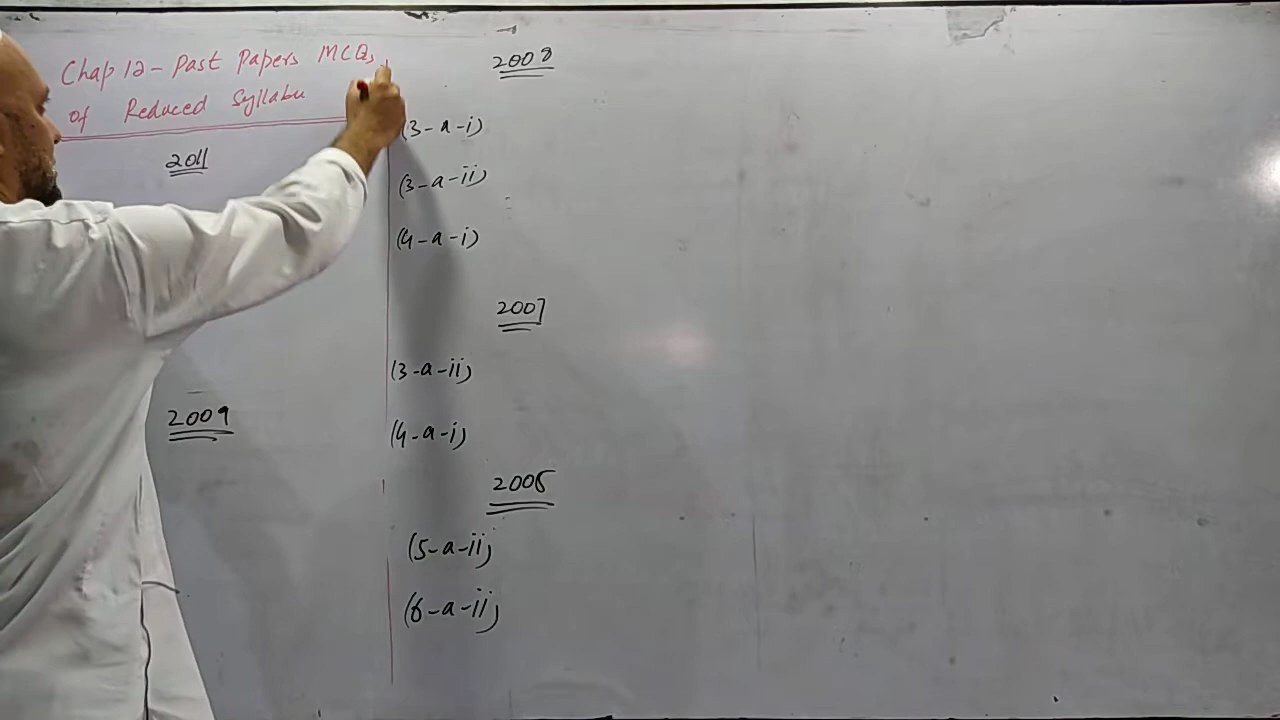 Chap 12 - Past Papers MCQs
of Reduced Syllabu
2011
2009
2008
(3-a-i)
(3-a-ii)
(4-a-i)
2007
(3-a-ii)
(4-a-i)
2005
(5-a-ii)
(6-a-ii)